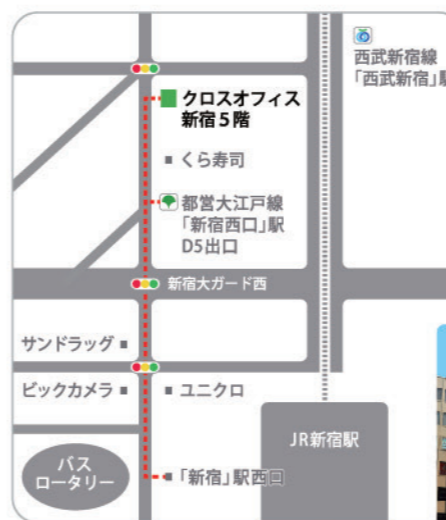 西武新宿線
「西武新宿」駅
クロスオフィス
新宿5階
くら寿司
都営大江戸線
「新宿西口」駅
D5出口
新宿大ガード西
サンドラッグ
ビックカメラ
ユニクロ
JR新宿駅
バス
ロータリー
「新宿」駅西口